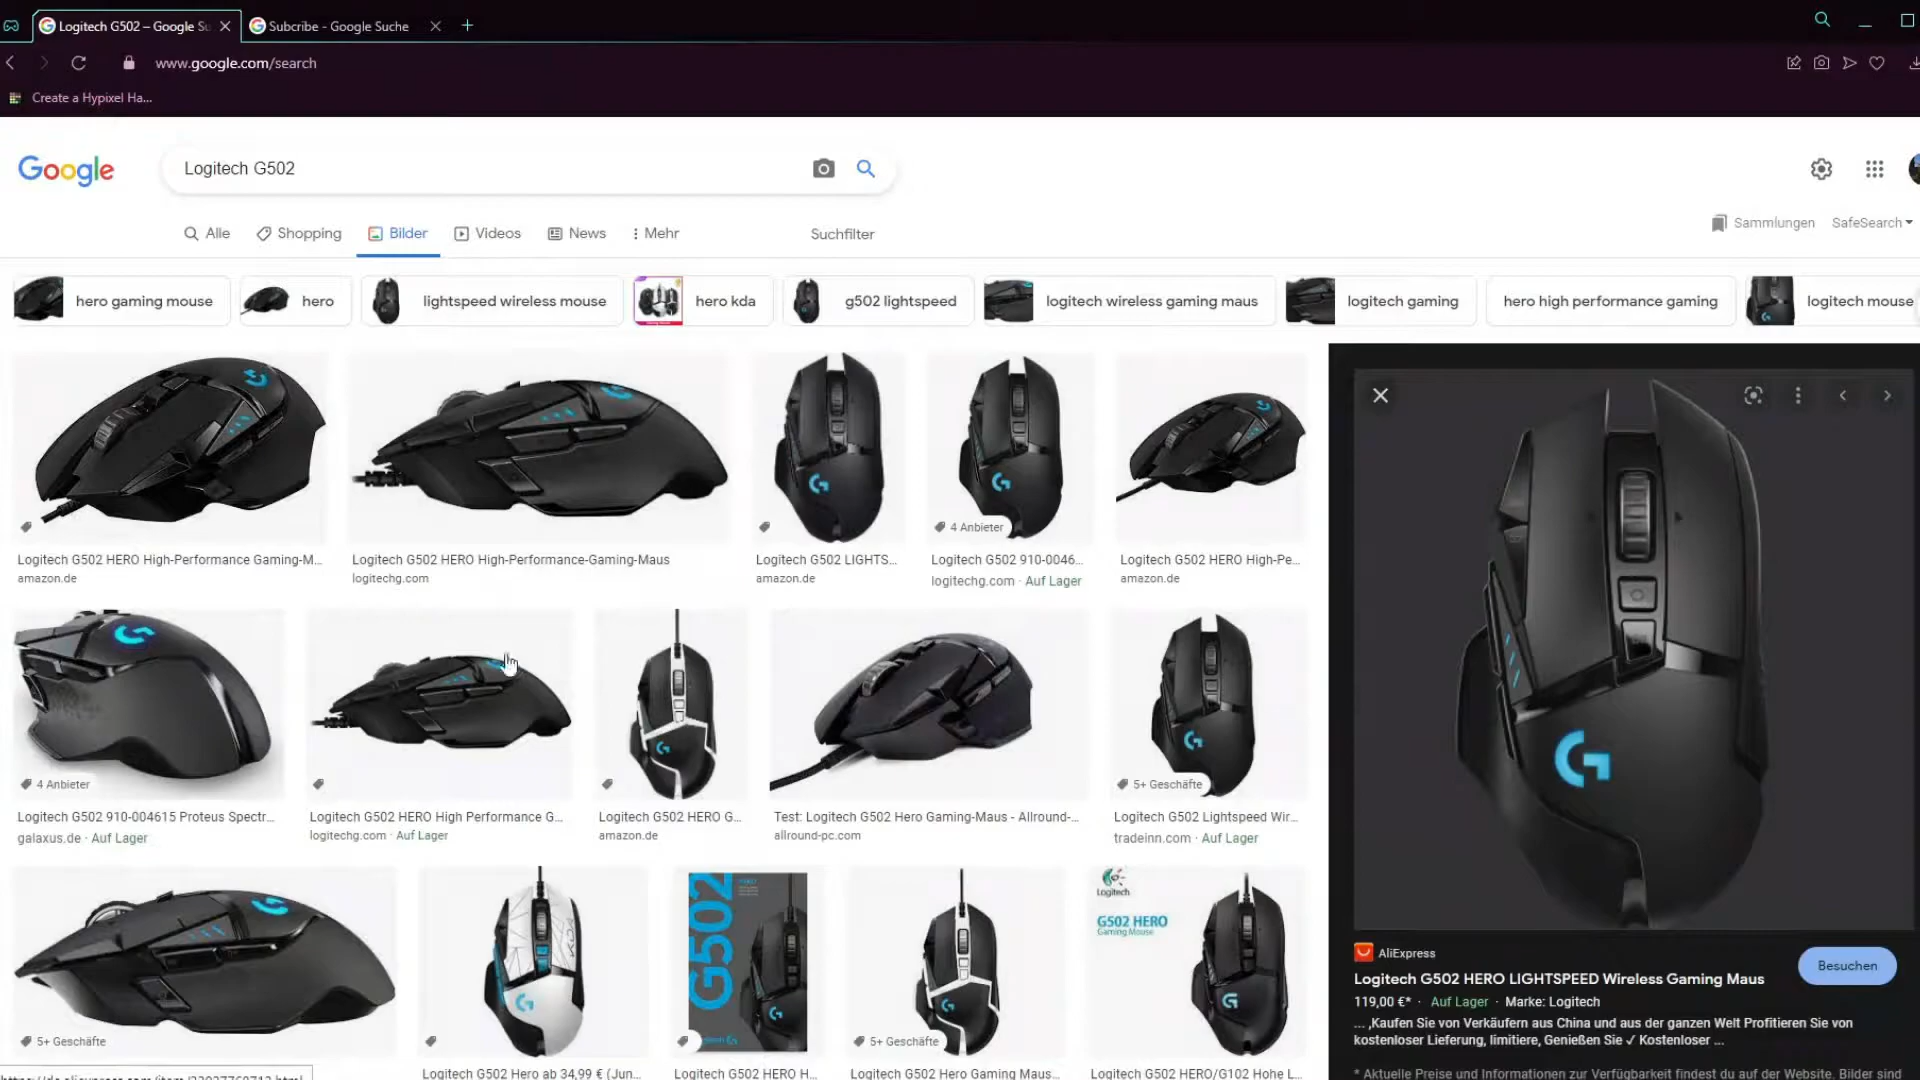 Logitech G502 – Google Su
Subcribe - Google Suche
www.google.com/search
Create a Hypixel Ha...
Google
Logitech G502
Alle
Shopping
Bilder
Videos
News
Mehr
Suchfilter
Sammlungen
SafeSearch
hero gaming mouse
hero
lightspeed wireless mouse
hero kda
g502 lightspeed
logitech wireless gaming maus
logitech gaming
hero high performance gaming
logitech mouse
4 Anbieter
Logitech G502 HERO High-Performance Gaming-M...
amazon.de
Logitech G502 HERO High-Performance-Gaming-Maus
logitechg.com
Logitech G502 LIGHTS...
amazon.de
Logitech G502 910-0046...
logitechg.com · Auf Lager
Logitech G502 HERO High-Pe...
amazon.de
4 Anbieter
5+ Geschäfte
Logitech G502 910-004615 Proteus Spectr...
galaxus.de · Auf Lager
Logitech G502 HERO High Performance G...
logitechg.com · Auf Lager
Logitech G502 HERO G...
amazon.de
Test: Logitech G502 Hero Gaming-Maus - Allround-...
allround-pc.com
Logitech G502 Lightspeed Wir...
tradeinn.com · Auf Lager
G502
Logitech
G502 HERO
Gaming Mouse
5+ Geschäfte
5+ Geschäfte
Logitech G502 Hero ab 34,99 € (Jun...
Logitech G502 HERO H...
Logitech G502 Hero Gaming Maus...
Logitech G502 HERO/G102 Hohe L...
AliExpress
Logitech G502 HERO LIGHTSPEED Wireless Gaming Maus
Besuchen
119,00 €* · Auf Lager · Marke: Logitech
... ,Kaufen Sie von Verkäufern aus China und aus der ganzen Welt Profitieren Sie von
kostenloser Lieferung, limitiere, Genießen Sie ✓ Kostenloser ...
* Aktuelle Preise und Informationen zur Verfügbarkeit findest du auf der Website. Bilder sind